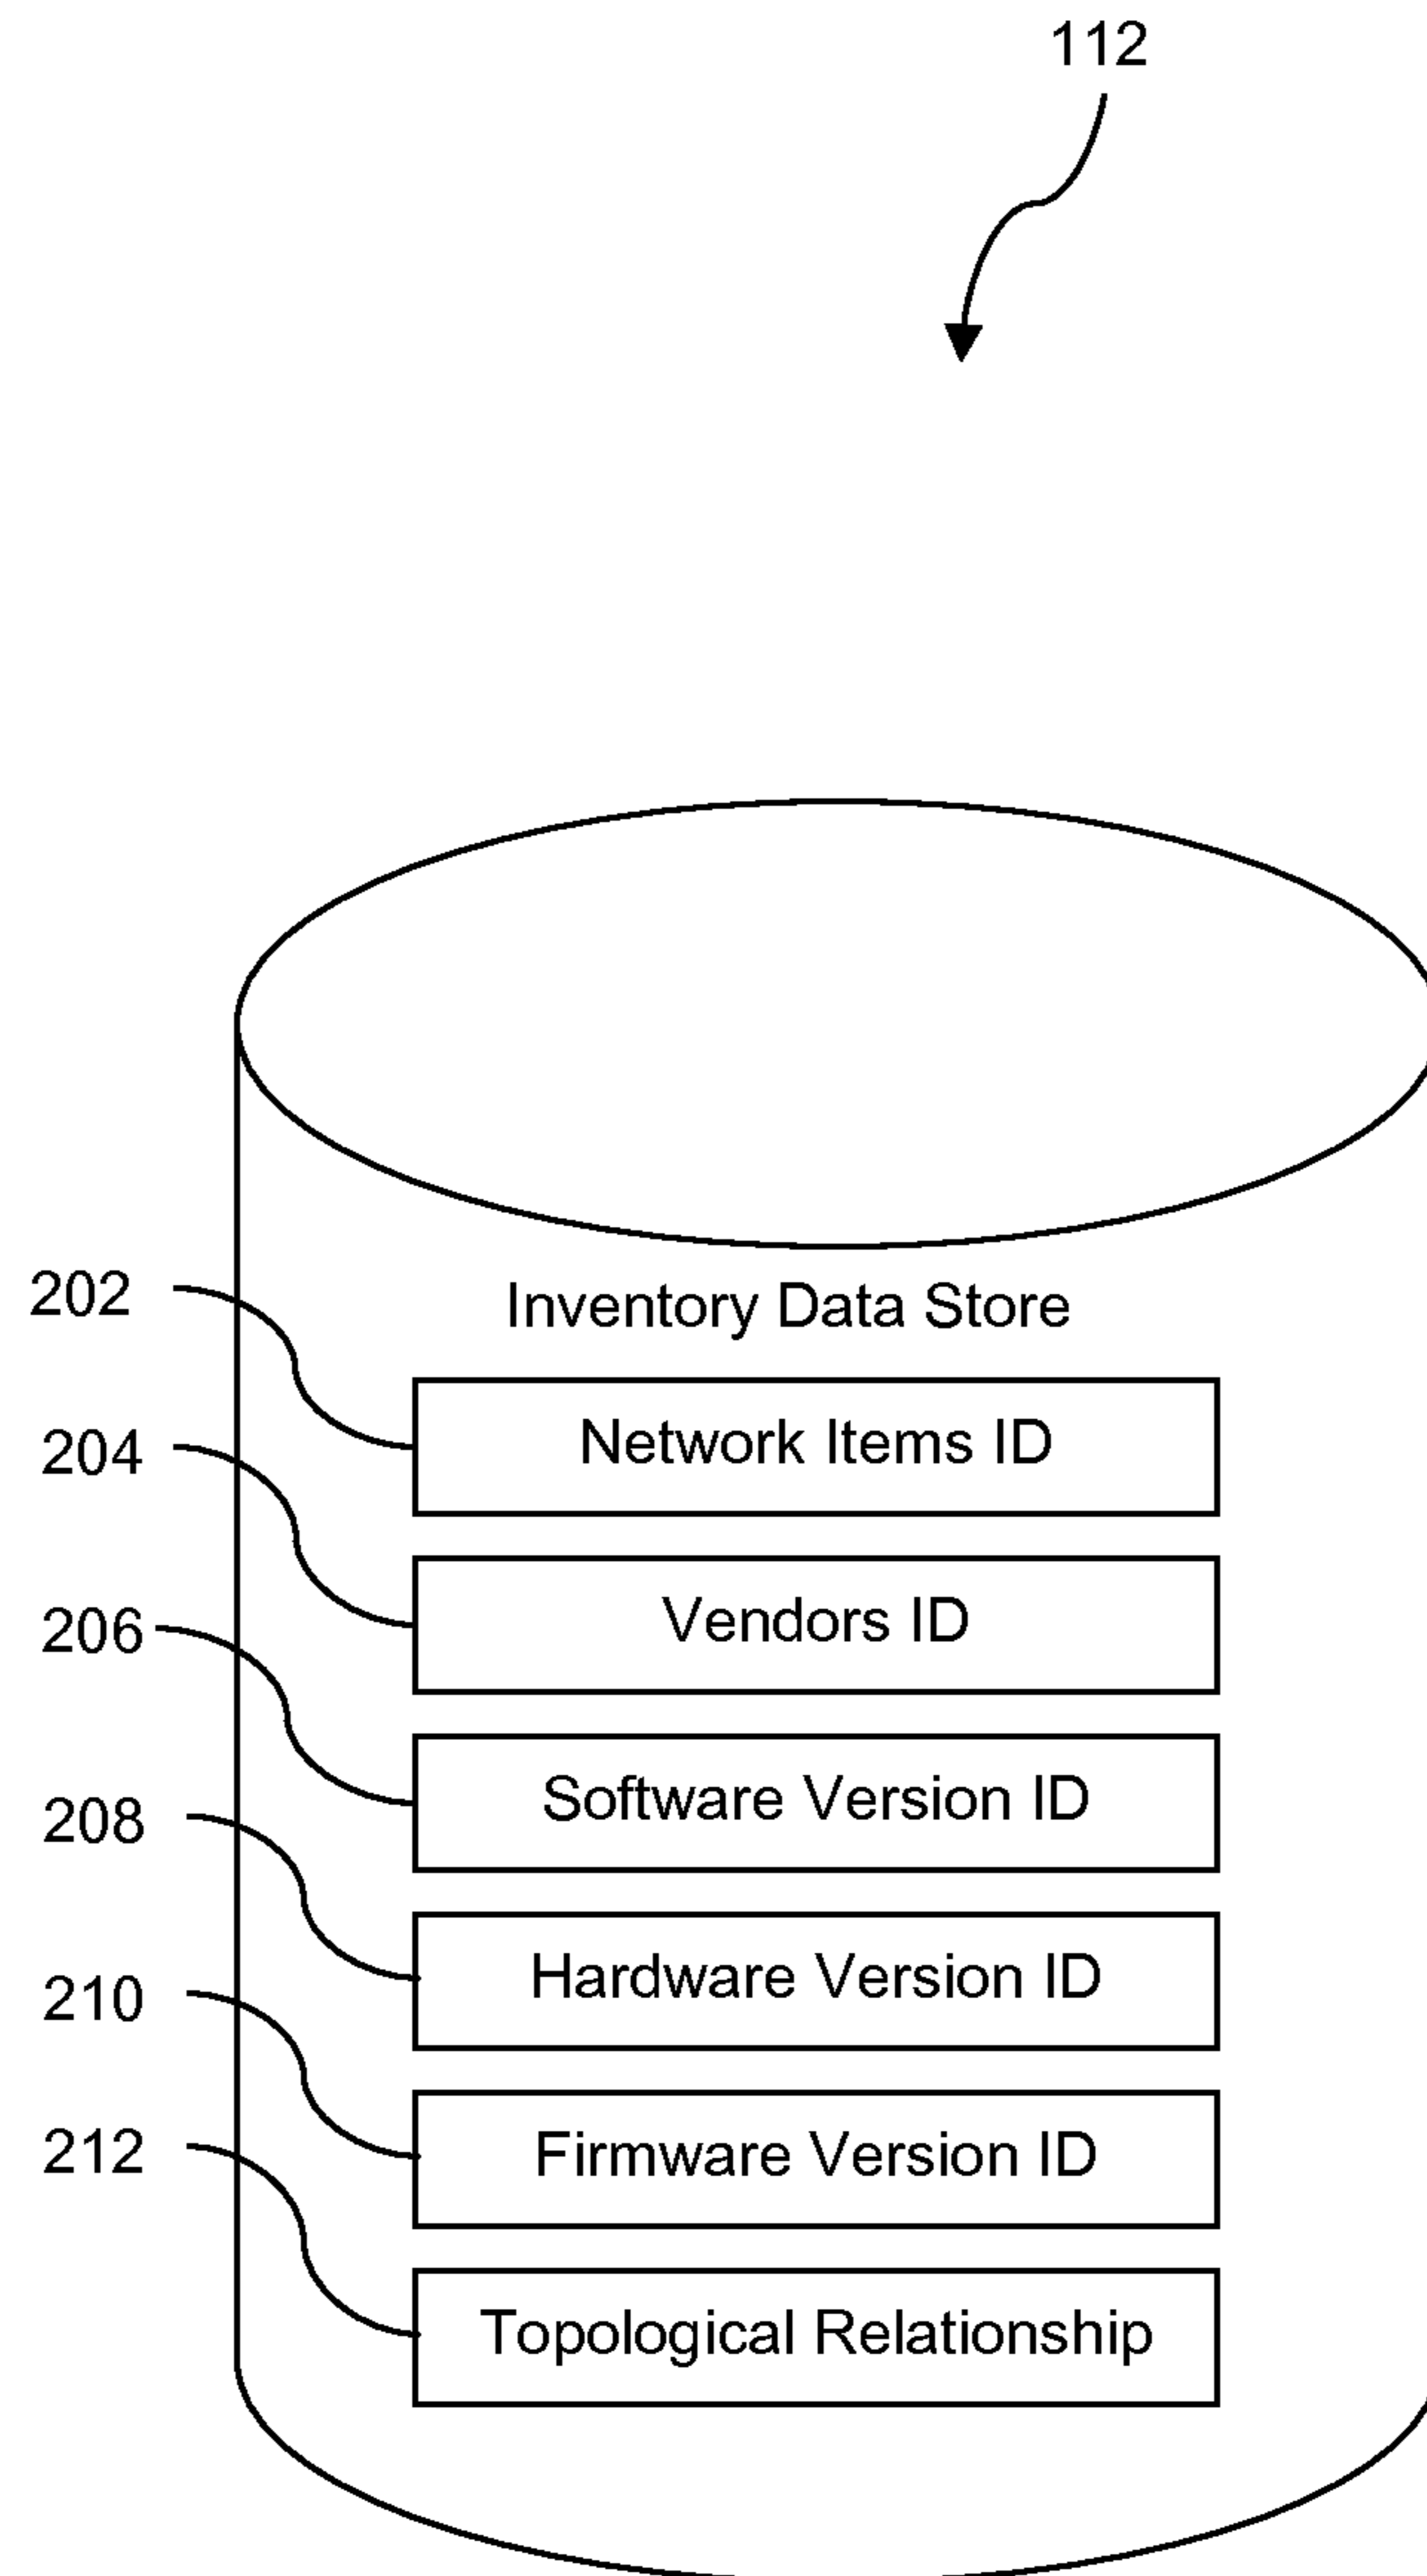 112
Inventory Data Store
202
Network Items ID
204
Vendors ID
206
Software Version ID
208
Hardware Version ID
210
Firmware Version ID
212
Topological Relationship